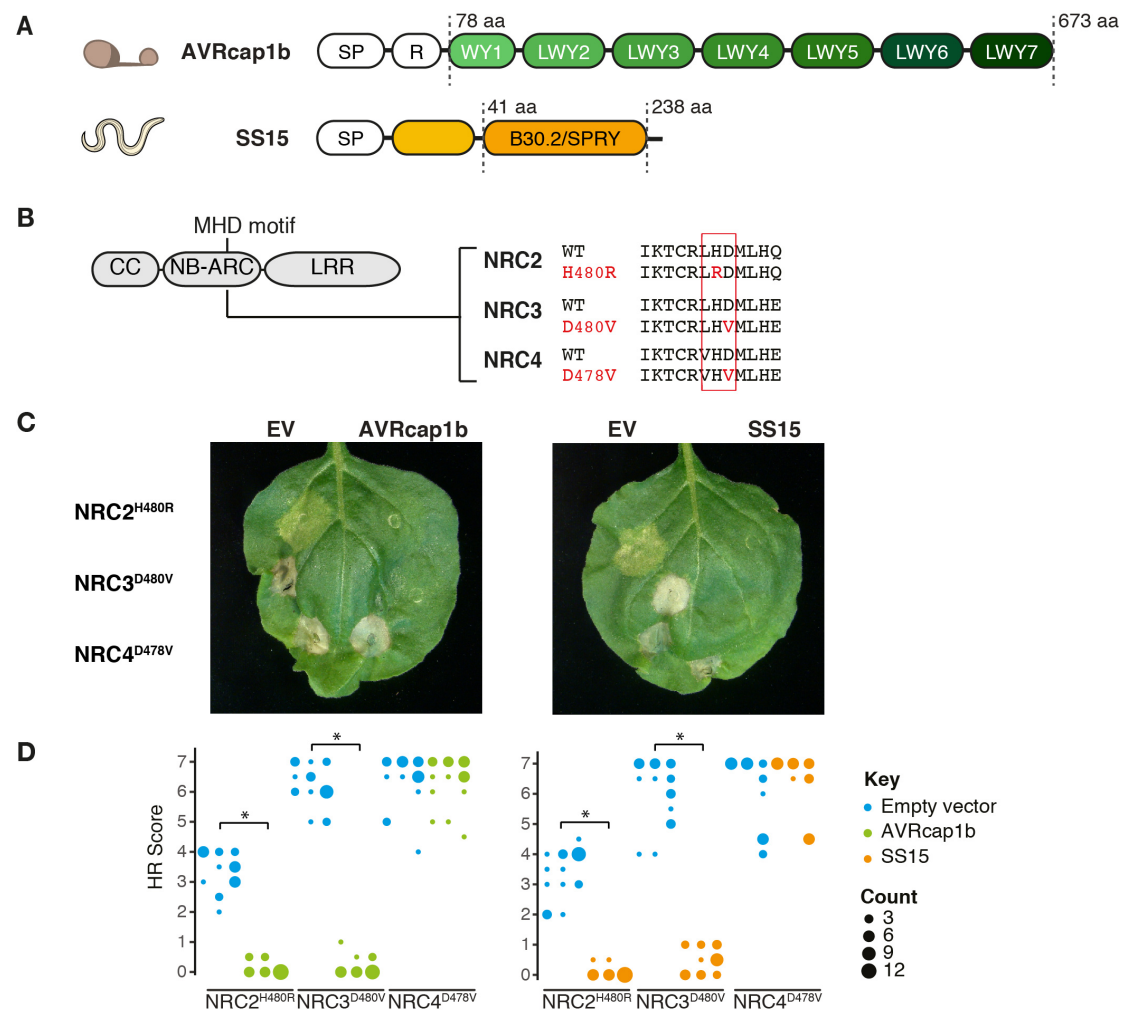 A
AVRcap1b
SP R WY1 LWY2 LWY3 LWY4 LWY5 LWY6 LWY7
78 aa
673 aa
SS15
SP B30.2/SPRY
41 aa
238 aa
B
MHD motif
CC NB-ARC LRR
NRC2
WT IKTCRLHDMLHQ
H480R IKTCRLRDMLHQ
NRC3
WT IKTCRLHDMLHE
D480V IKTCRLHVMLHE
NRC4
WT IKTCRVHDMLHE
D478V IKTCRVHVMLHE
C
EV AVRcap1b
EV SS15
NRC2H480R
NRC3D480V
NRC4D478V
D
HR Score
7
6
5
4
3
2
1
0
*
*
NRC2H480R NRC3D480V NRC4D478V
7
6
5
4
3
2
1
0
*
*
NRC2H480R NRC3D480V NRC4D478V
Key
Empty vector
AVRcap1b
SS15
Count
3
6
9
12